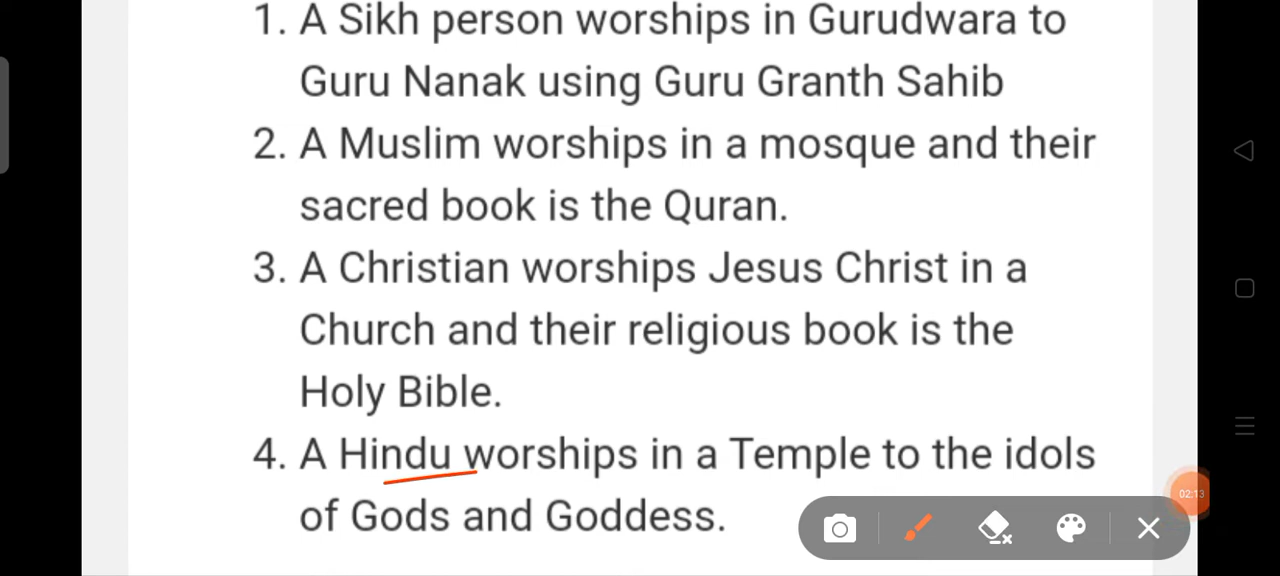 1. A Sikh person worships in Gurudwara to
Guru Nanak using Guru Granth Sahib
2. A Muslim worships in a mosque and their
sacred book is the Quran.
3. A Christian worships Jesus Christ in a
Church and their religious book is the
Holy Bible.
4. A Hindu worships in a Temple to the idols
of Gods and Goddess.
02:13